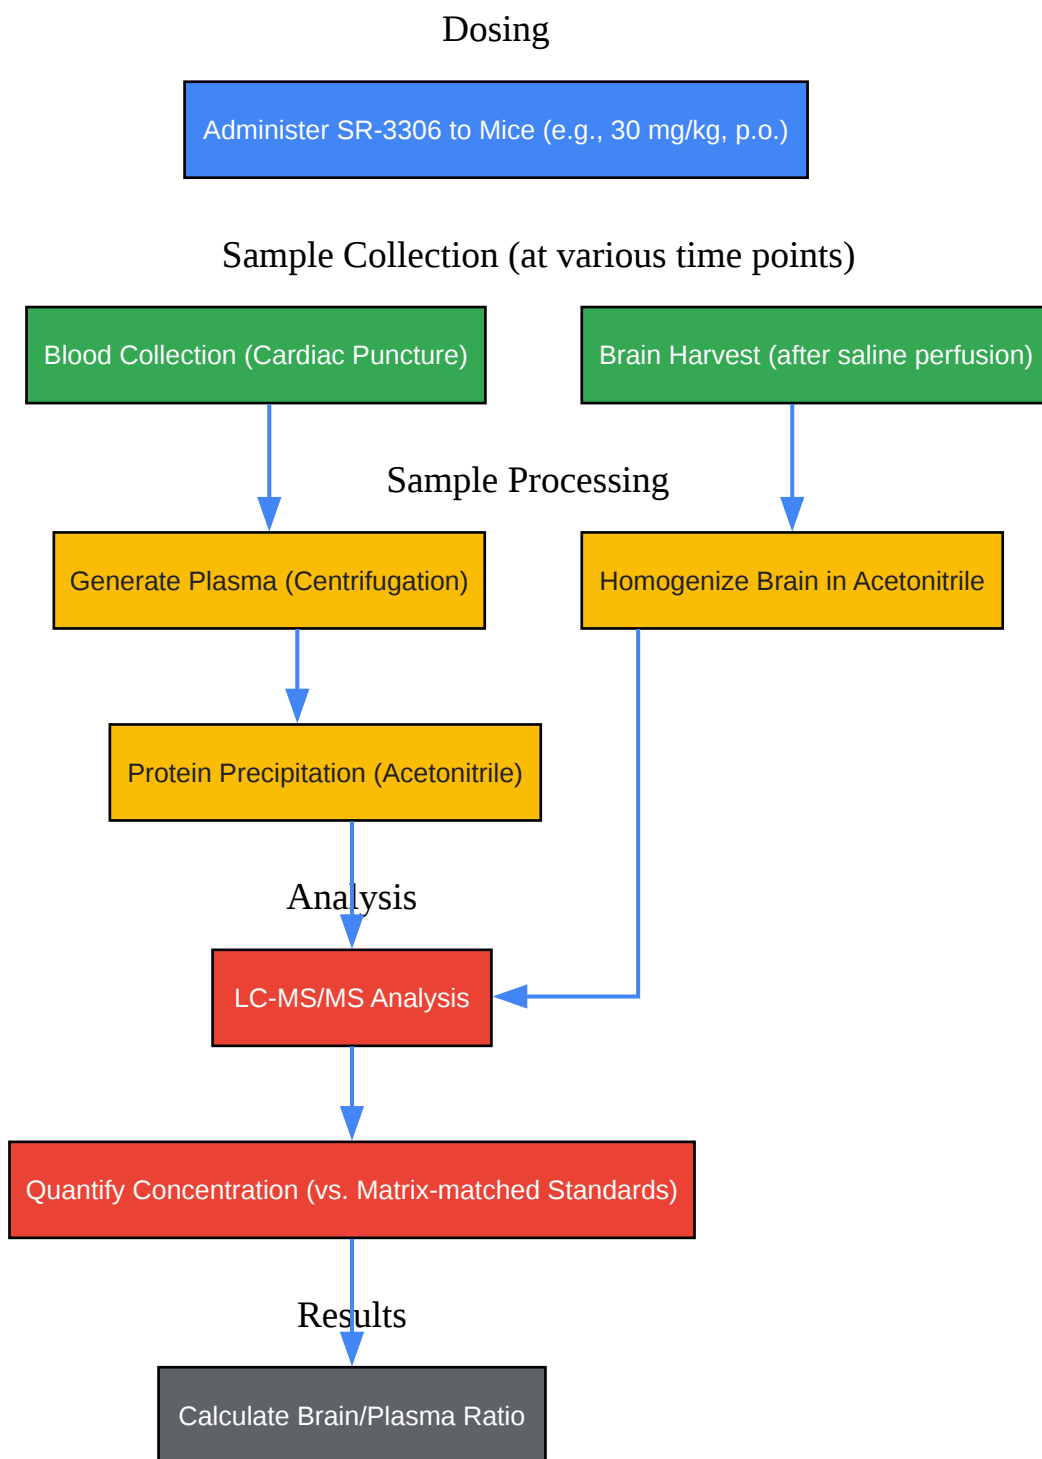 Dosing
Administer SR-3306 to Mice (e.g., 30 mg/kg, p.o.)
Sample Collection (at various time points)
Blood Collection (Cardiac Puncture)
Brain Harvest (after saline perfusion)
Sample Processing
Generate Plasma (Centrifugation)
Homogenize Brain in Acetonitrile
Protein Precipitation (Acetonitrile)
Analysis
LC-MS/MS Analysis
Quantify Concentration (vs. Matrix-matched Standards)
Results
Calculate Brain/Plasma Ratio